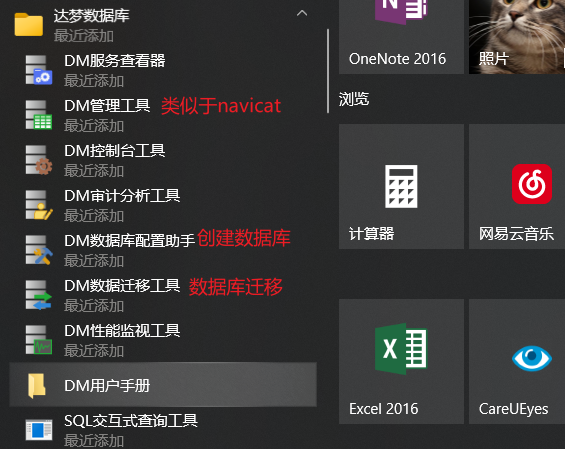 达梦数据库
最近添加
DM服务查看器
最近添加
DM管理工具 类似于navicat
最近添加
DM控制台工具
最近添加
DM审计分析工具
最近添加
DM数据库配置助手 创建数据库
最近添加
DM数据迁移工具 数据库迁移
最近添加
DM性能监视工具
最近添加
DM用户手册
SQL交互式查询工具
最近添加
N
OneNote 2016
照片
浏览
计算器
网易云音乐
X
Excel 2016
CareUEyes